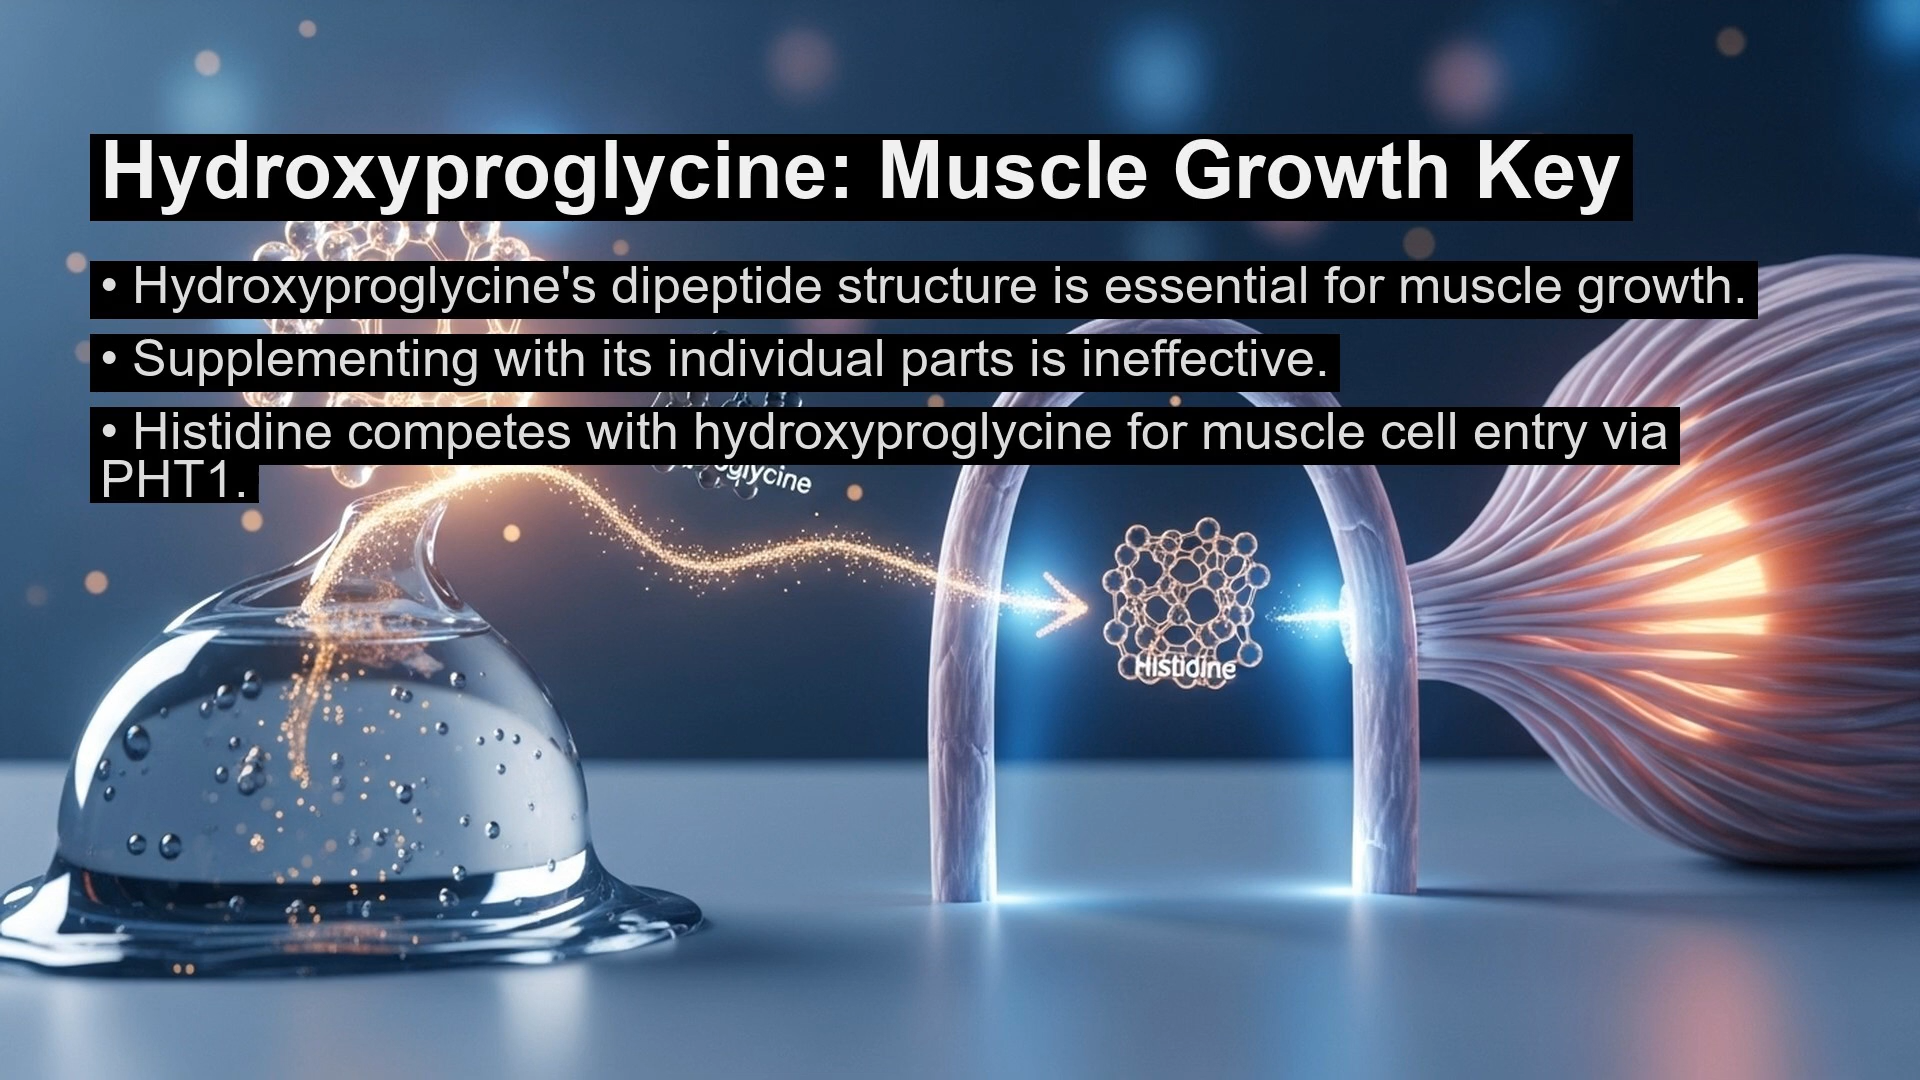 Hydroxyproglycine: Muscle Growth Key
• Hydroxyproglycine's dipeptide structure is essential for muscle growth.
• Supplementing with its individual parts is ineffective.
• Histidine competes with hydroxyproglycine for muscle cell entry via
PHT1.
Histidine